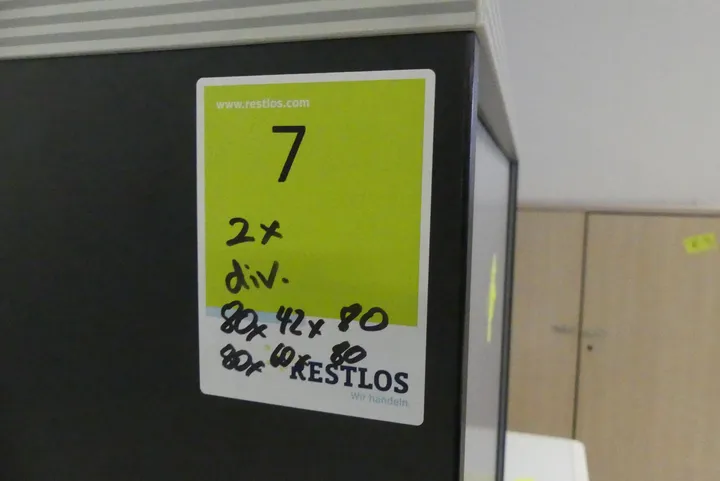 www.restlos.com
7
2x
div.
80x 42x 80
80x 60x 80
RESTLOS
Wir handeln.